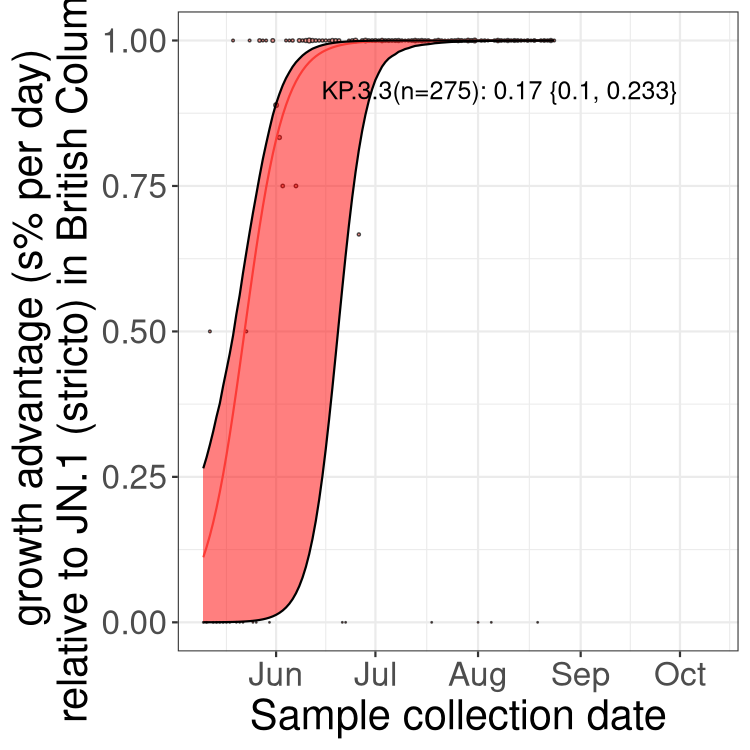 growth advantage (s% per day)
relative to JN.1 (stricto) in British Colum
1.00
0.75
0.50
0.25
0.00
KP.3.3(n=275): 0.17 {0.1, 0.233}
Jun Jul Aug Sep Oct
Sample collection date